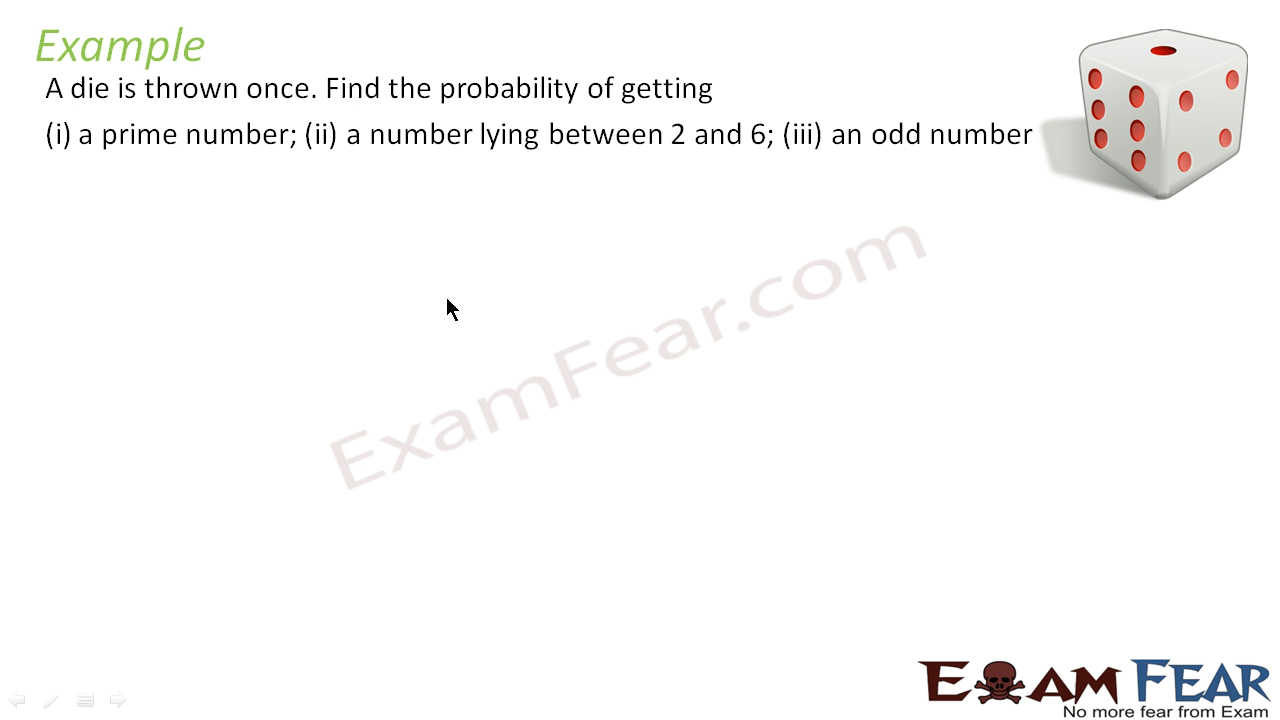 Example
A die is thrown once. Find the probability of getting
(i) a prime number; (ii) a number lying between 2 and 6; (iii) an odd number
ExamFear.com
EXAM FEAR
No more fear from Exam